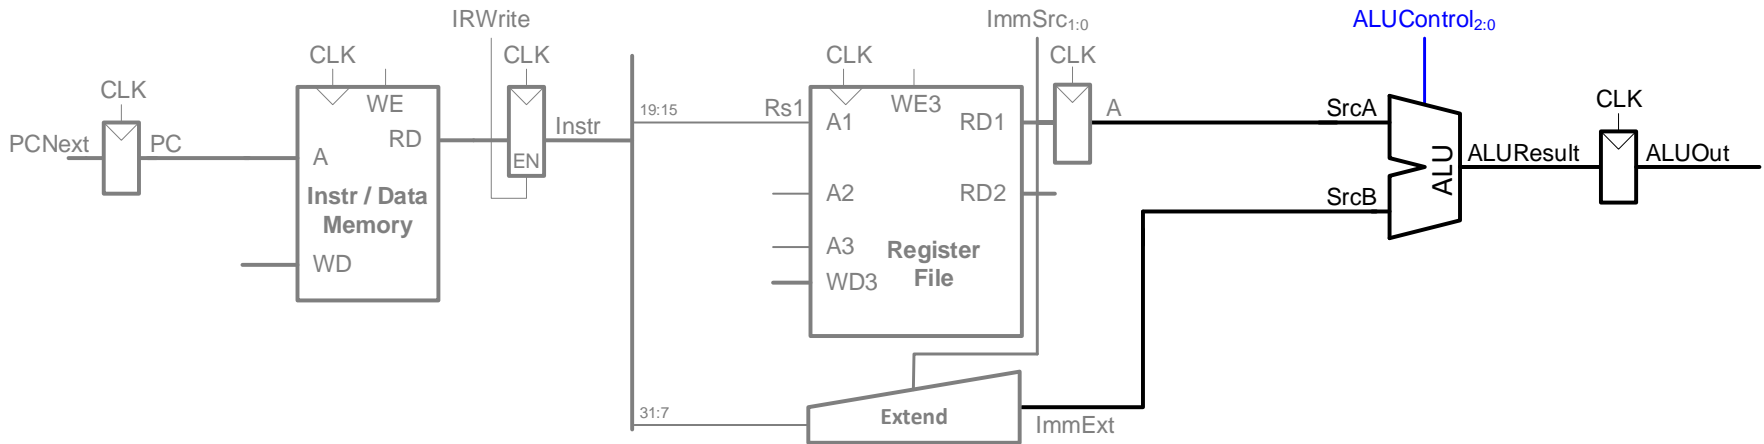 IRWrite
ImmSrc1:0
ALUControl2:0
CLK
CLK
CLK
CLK
CLK
CLK
WE
WE3
19:15
Rs1
A1
RD1
A
SrcA
PCNext
PC
A
RD
EN
Instr
ALU
ALUResult
ALUOut
Instr / Data
Memory
A2
RD2
SrcB
WD
A3
WD3
Register
File
31:7
Extend
ImmExt